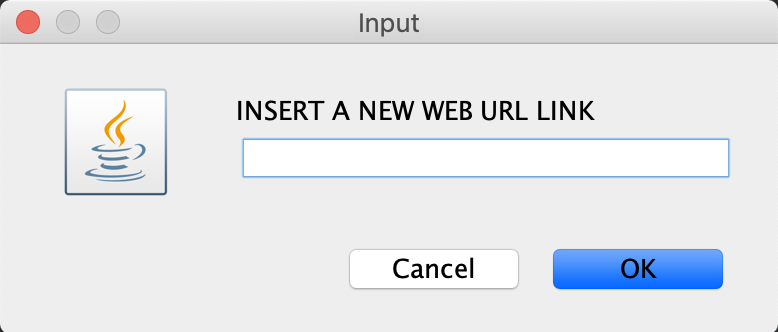 Input
INSERT A NEW WEB URL LINK
Cancel
OK